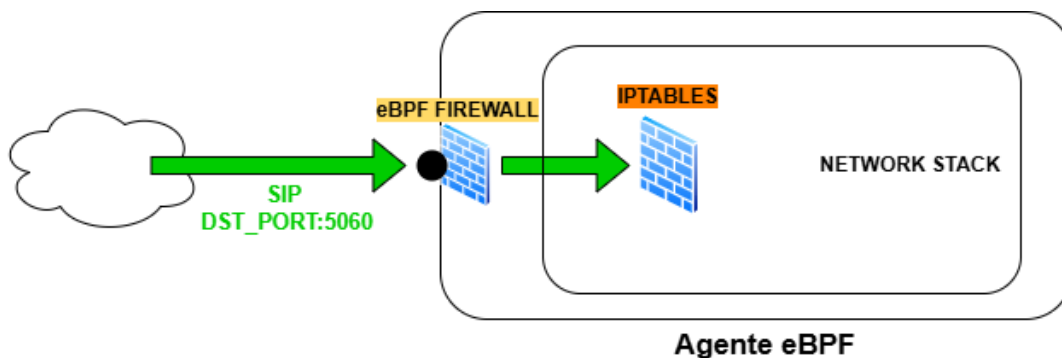 eBPF FIREWALL
IPTABLES
NETWORK STACK
SIP
DST_PORT:5060
Agente eBPF